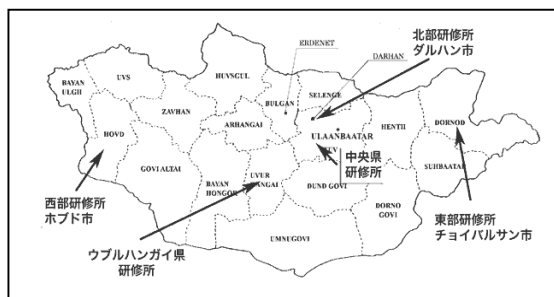 北部研修所
ダルハン市
ERDENET
DARHAN
HUVSGUL
UVS
BAYAN
ULGII
SELENGE
ZAVHAN
BULGAN
HENTII
DORNOD
ARHANGAI
ULAANBAATAR
HOVD
中央県
研修所
SUHBAATAR
GOVI ALTAI
BAYAN
HONGOR
UVUR
HANGAI
DUND GOVI
DORNO
GOVI
西部研修所
ホブド市
東部研修所
チョイバルサン市
ウブルハンガイ県
研修所
UMNUGOVI